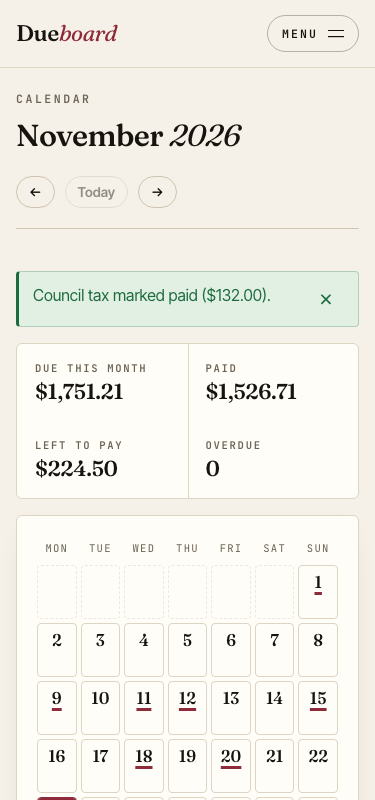 Dueboard
MENU
CALENDAR
November 2026
← Today →
Council tax marked paid ($132.00). ×
DUE THIS MONTH PAID
$1,751.21 $1,526.71
LEFT TO PAY OVERDUE
$224.50 0
MON TUE WED THU FRI SAT SUN
1
2 3 4 5 6 7 8
9 10 11 12 13 14 15
16 17 18 19 20 21 22